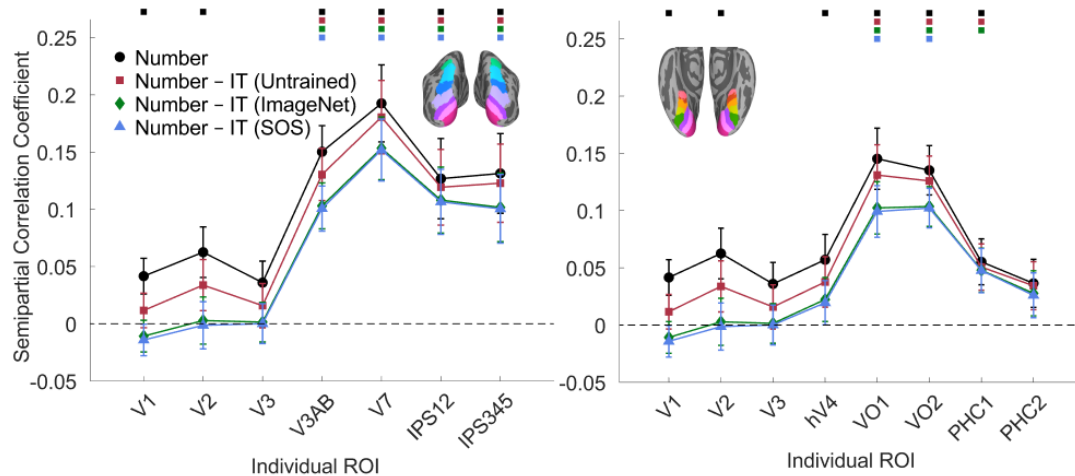 0.25
0.2
0.15
0.1
0.05
0
-0.05
Semipartial Correlation Coefficient
Number
Number – IT (Untrained)
Number – IT (ImageNet)
Number – IT (SOS)
V1
V2
V3
V3AB
V7
IPS12
IPS345
Individual ROI
0.25
0.2
0.15
0.1
0.05
0
-0.05
V1
V2
V3
hV4
VO1
VO2
PHC1
PHC2
Individual ROI